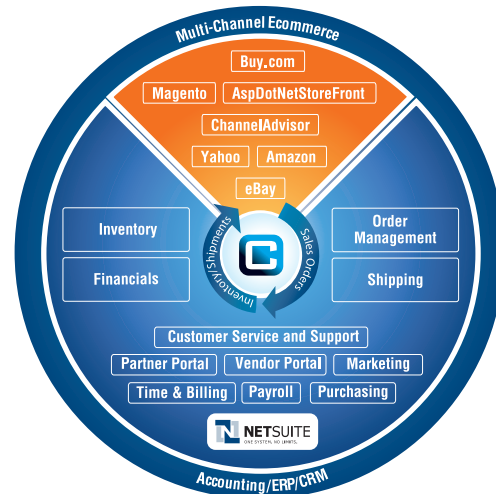 Multi-Channel Ecommerce
Buy.com
Magento
AspDotNetStoreFront
ChannelAdvisor
Yahoo
Amazon
eBay
Inventory
Financials
Inventory/Shipments
C
Sales Orders
Order
Management
Shipping
Customer Service and Support
Partner Portal
Vendor Portal
Marketing
Time & Billing
Payroll
Purchasing
N NETSUITE
ONE SYSTEM. NO LIMITS.
Accounting/ERP/CRM